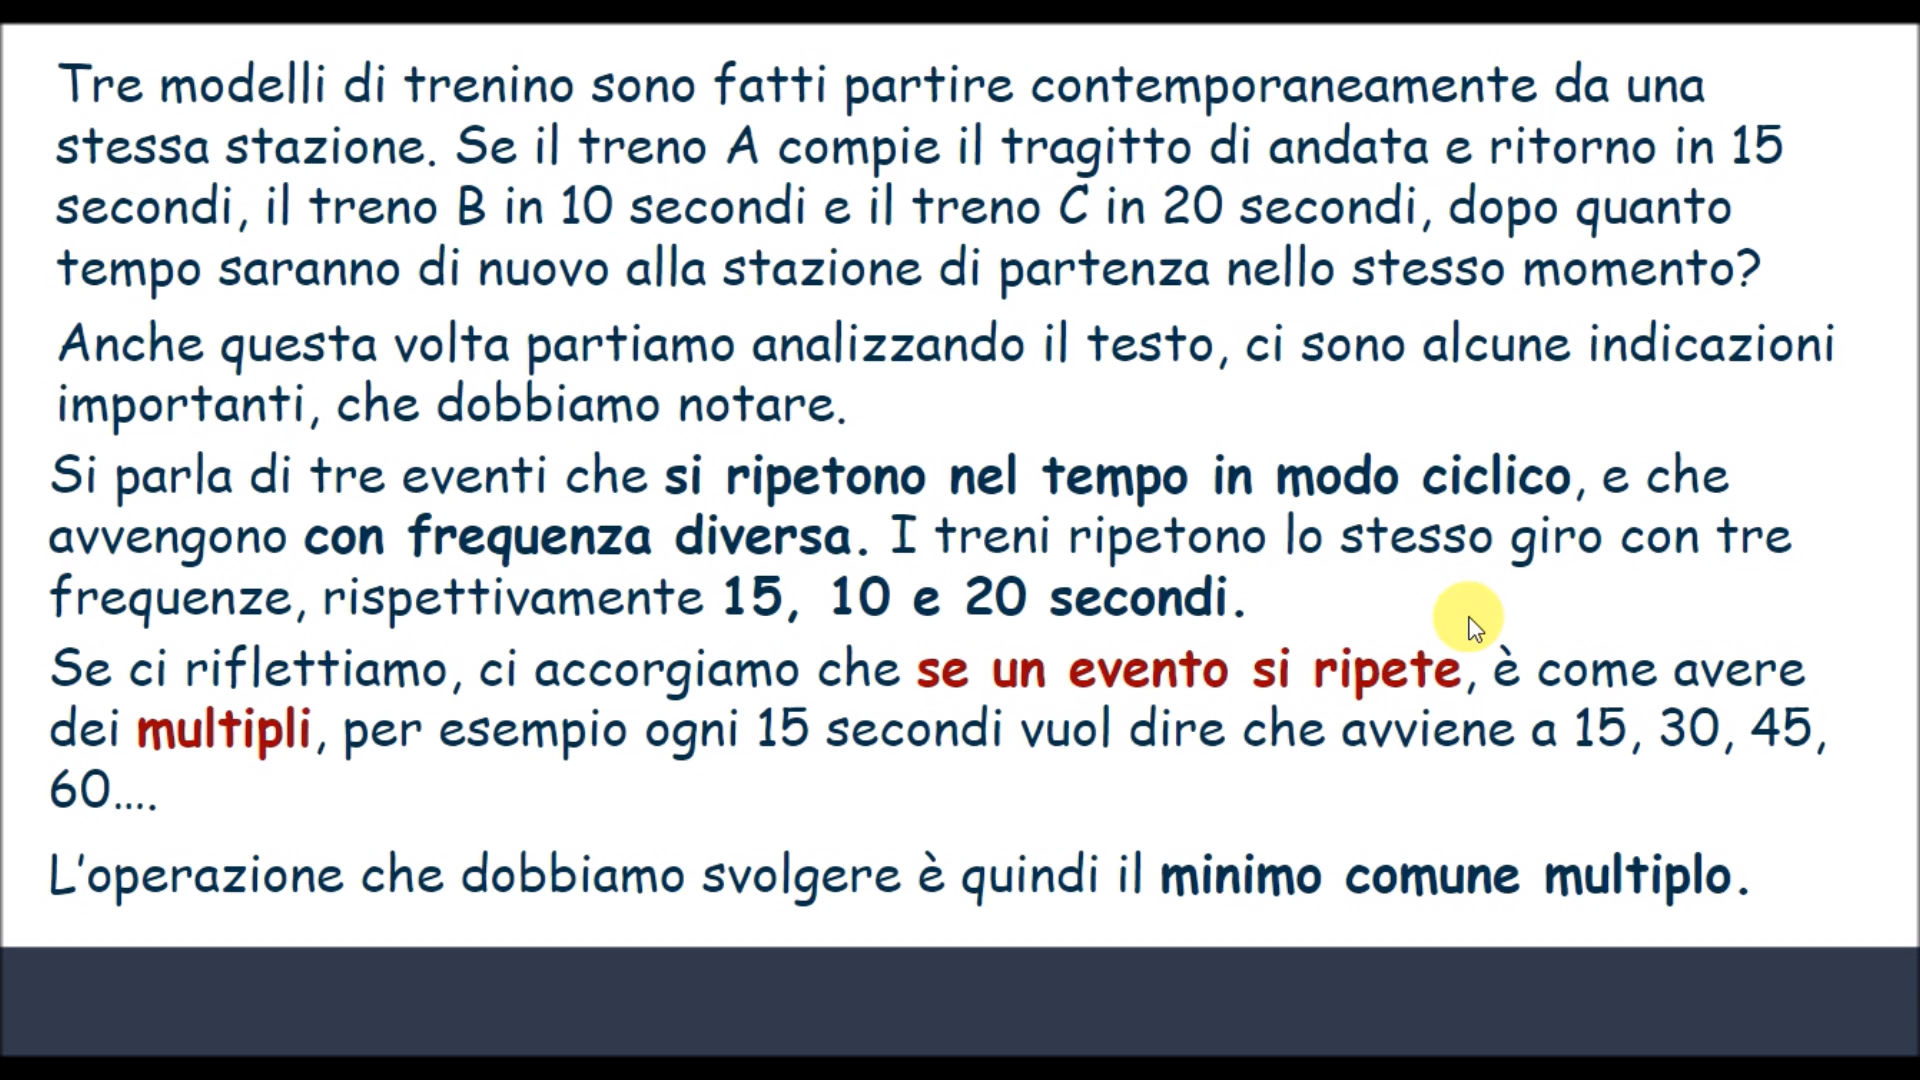 Tre modelli di trenino sono fatti partire contemporaneamente da una
stessa stazione. Se il treno A compie il tragitto di andata e ritorno in 15
secondi, il treno B in 10 secondi e il treno C in 20 secondi, dopo quanto
tempo saranno di nuovo alla stazione di partenza nello stesso momento?
Anche questa volta partiamo analizzando il testo, ci sono alcune indicazioni
importanti, che dobbiamo notare.
Si parla di tre eventi che si ripetono nel tempo in modo ciclico, e che
avvengono con frequenza diversa. I treni ripetono lo stesso giro con tre
frequenze, rispettivamente 15, 10 e 20 secondi.
Se ci riflettiamo, ci accorgiamo che se un evento si ripete, è come avere
dei multipli, per esempio ogni 15 secondi vuol dire che avviene a 15, 30, 45,
60....
L'operazione che dobbiamo svolgere è quindi il minimo comune multiplo.